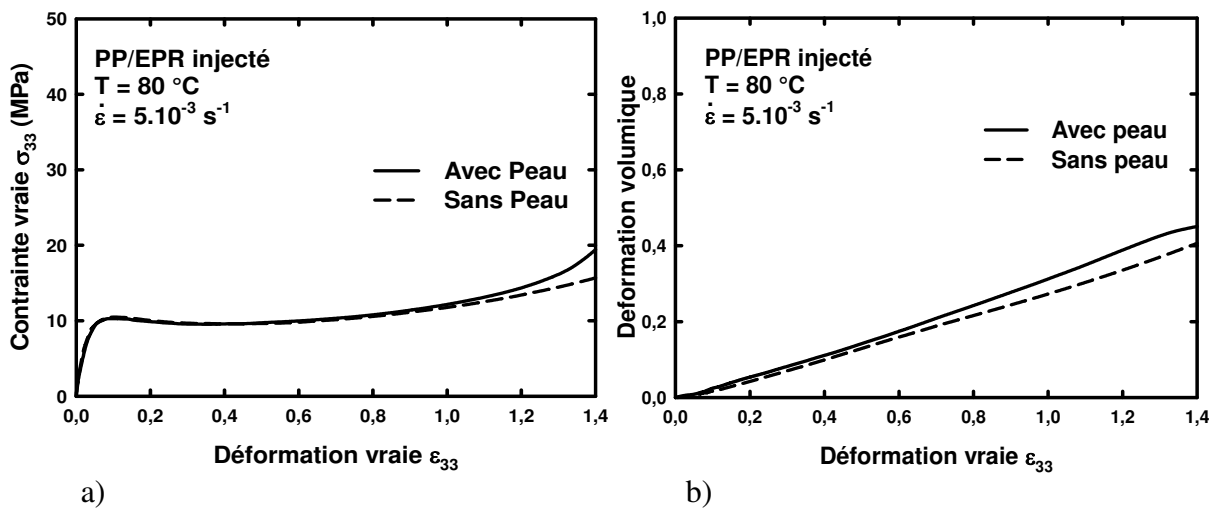 Contrainte vraie σ33 (MPa)
50
40
30
20
10
0
PP/EPR injecté
T = 80 °C
ε̇ = 5.10⁻³ s⁻¹
Avec Peau
Sans Peau
0,0 0,2 0,4 0,6 0,8 1,0 1,2 1,4
Déformation vraie ε33
a)
Deformation volumique
1,0
0,8
0,6
0,4
0,2
0,0
PP/EPR injecté
T = 80 °C
ε̇ = 5.10⁻³ s⁻¹
Avec peau
Sans peau
0,0 0,2 0,4 0,6 0,8 1,0 1,2 1,4
Déformation vraie ε33
b)